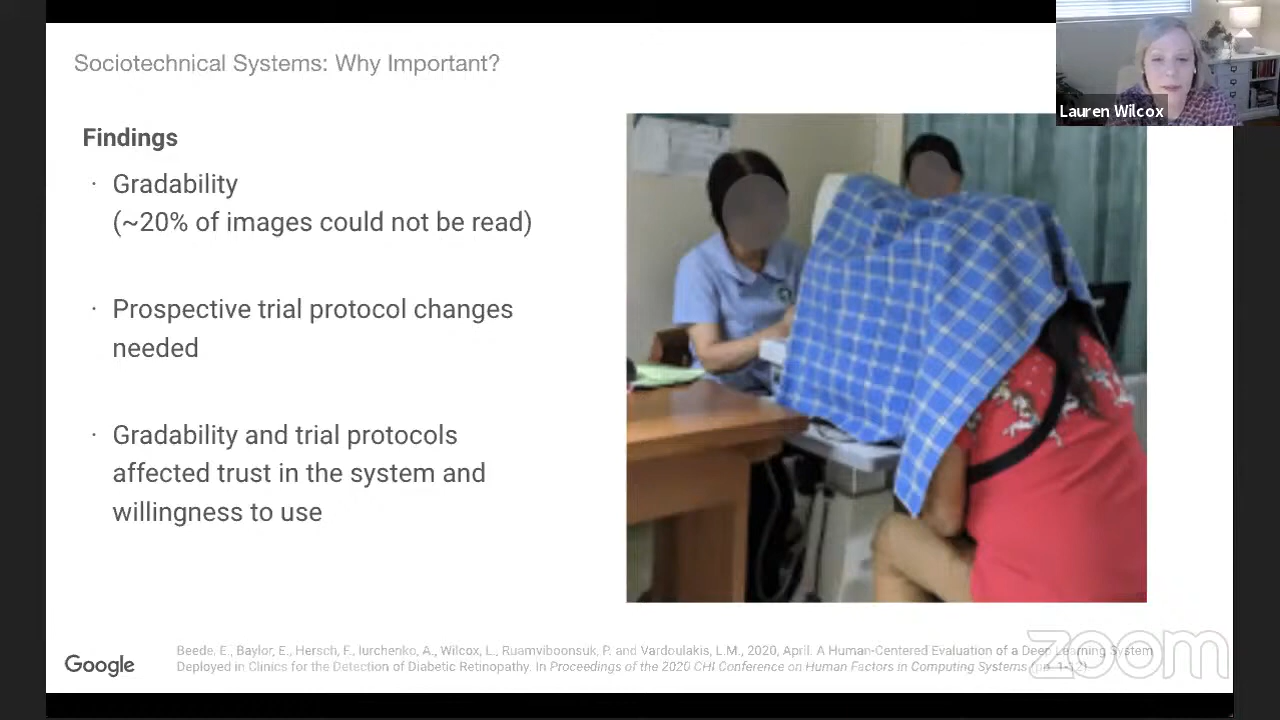 Sociotechnical Systems: Why Important?
Lauren Wilcox
Findings
· Gradability
(~20% of images could not be read)
· Prospective trial protocol changes
needed
· Gradability and trial protocols
affected trust in the system and
willingness to use
Google
Beede, E., Baylor, E., Hersch, F., Iurchenko, A., Wilcox, L., Ruamviboonsuk, P. and Vardoulakis, L.M., 2020, April. A Human-Centered Evaluation of a Deep Learning System
Deployed in Clinics for the Detection of Diabetic Retinopathy. In Proceedings of the 2020 CHI Conference on Human Factors in Computing Systems (pp. 1-12)
zoom